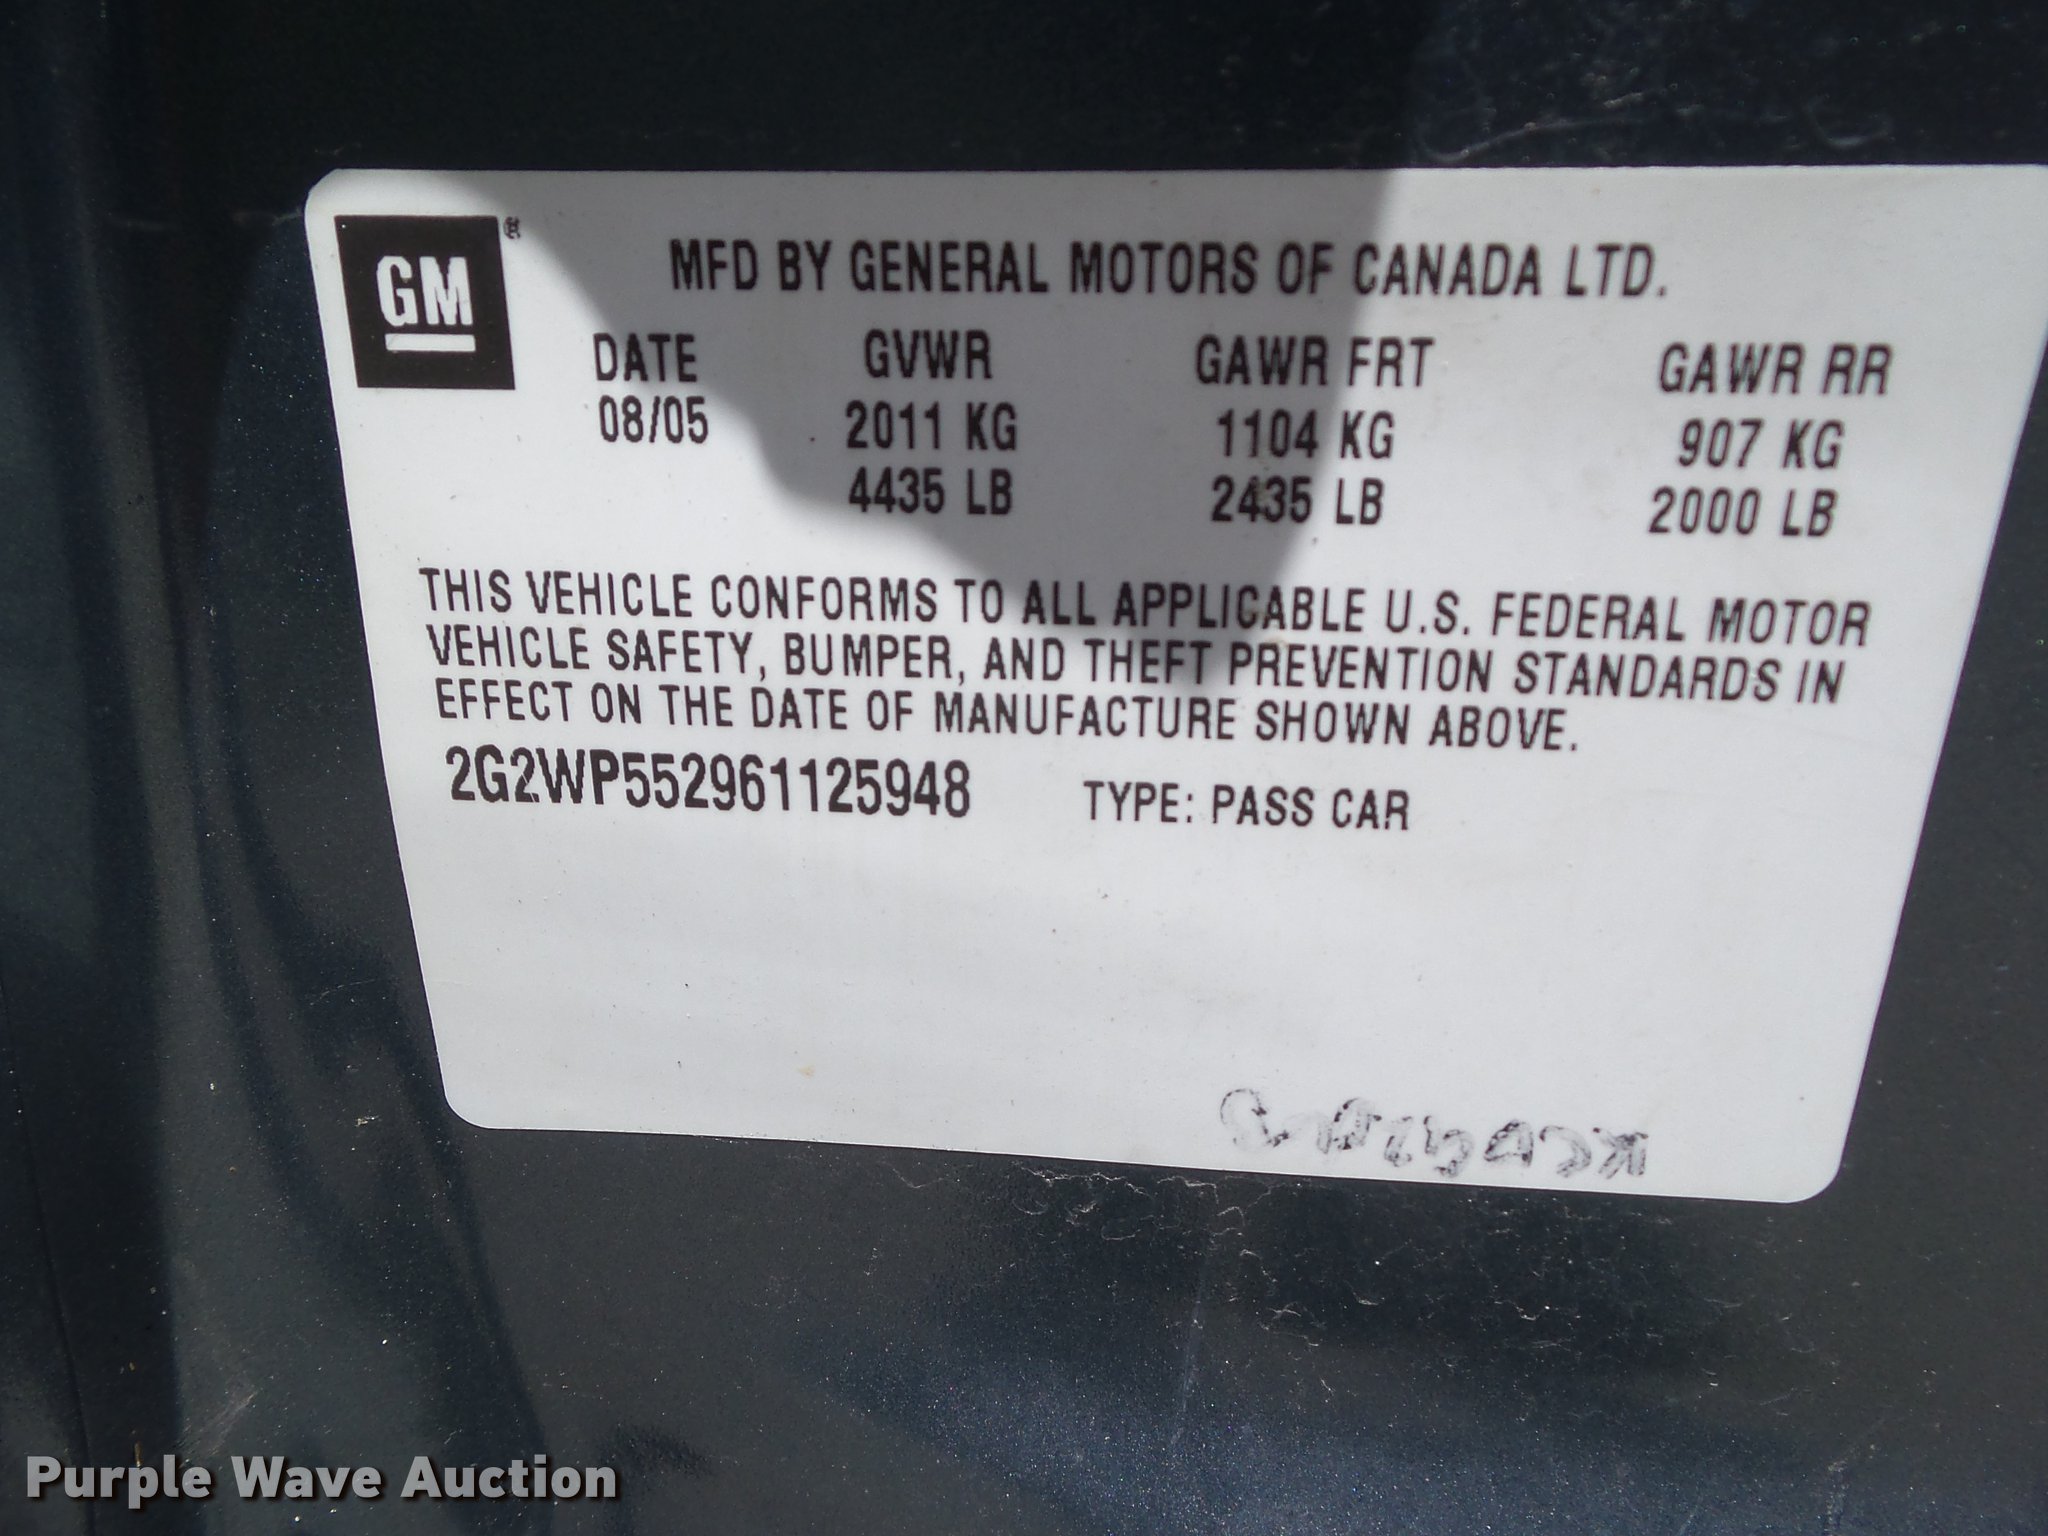 GM®
MFD BY GENERAL MOTORS OF CANADA LTD.
DATE GVWR GAWR FRT GAWR RR
08/05 2011 KG 1104 KG 907 KG
4435 LB 2435 LB 2000 LB
THIS VEHICLE CONFORMS TO ALL APPLICABLE U.S. FEDERAL MOTOR
VEHICLE SAFETY, BUMPER, AND THEFT PREVENTION STANDARDS IN
EFFECT ON THE DATE OF MANUFACTURE SHOWN ABOVE.
2G2WP552961125948 TYPE: PASS CAR
Purple Wave Auction